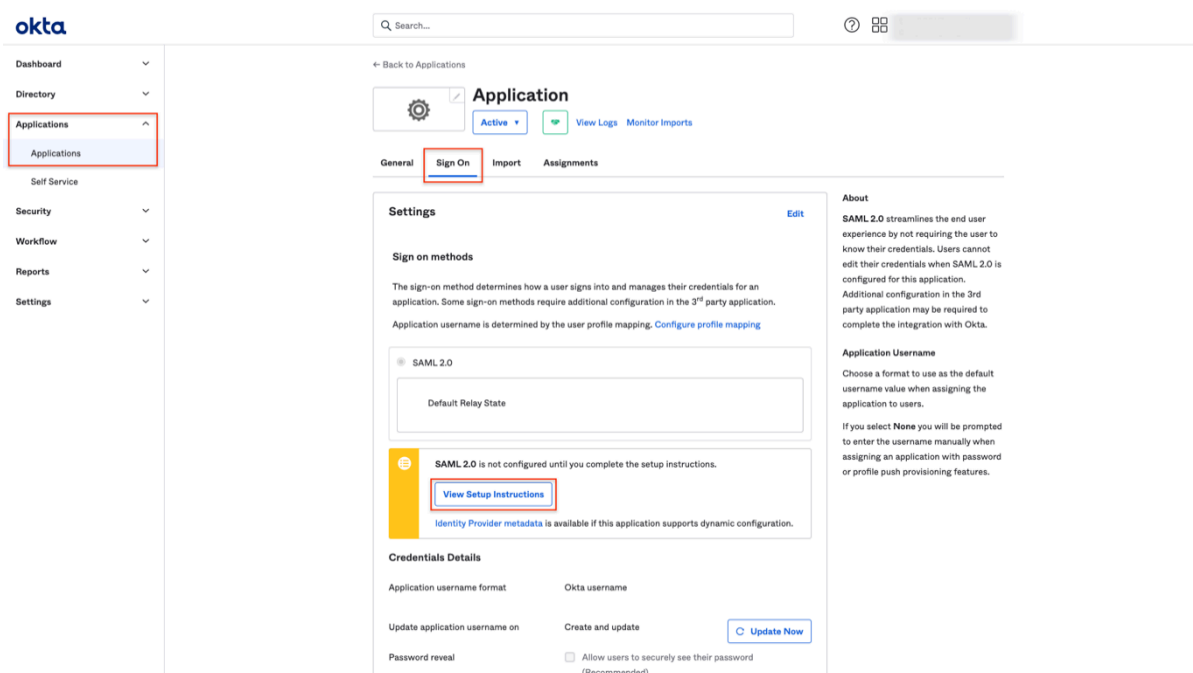 okta
Search...
Dashboard
Directory
Applications
Applications
Self Service
Security
Workflow
Reports
Settings
← Back to Applications
Application
Active ▾
View Logs
Monitor Imports
General
Sign On
Import
Assignments
Settings
Edit
Sign on methods
The sign-on method determines how a user signs into and manages their credentials for an
application. Some sign-on methods require additional configuration in the 3rd party application.
Application username is determined by the user profile mapping. Configure profile mapping
SAML 2.0
Default Relay State
SAML 2.0 is not configured until you complete the setup instructions.
View Setup Instructions
Identity Provider metadata is available if this application supports dynamic configuration.
Credentials Details
Application username format
Okta username
Update application username on
Create and update
Update Now
Password reveal
Allow users to securely see their password
(Recommended)
About
SAML 2.0 streamlines the end user
experience by not requiring the user to
know their credentials. Users cannot
edit their credentials when SAML 2.0 is
configured for this application.
Additional configuration in the 3rd
party application may be required to
complete the integration with Okta.
Application Username
Choose a format to use as the default
username value when assigning the
application to users.
If you select None you will be prompted
to enter the username manually when
assigning an application with password
or profile push provisioning features.